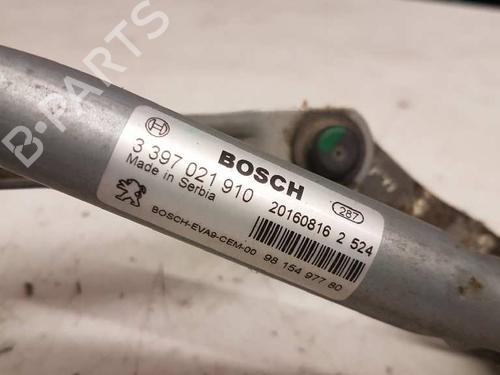 B-PARTS
BOSCH
3 397 021 910
Made in Serbia
20160816 2 524
287
BOSCH-EVA9-CEM-00
98 154 977 80